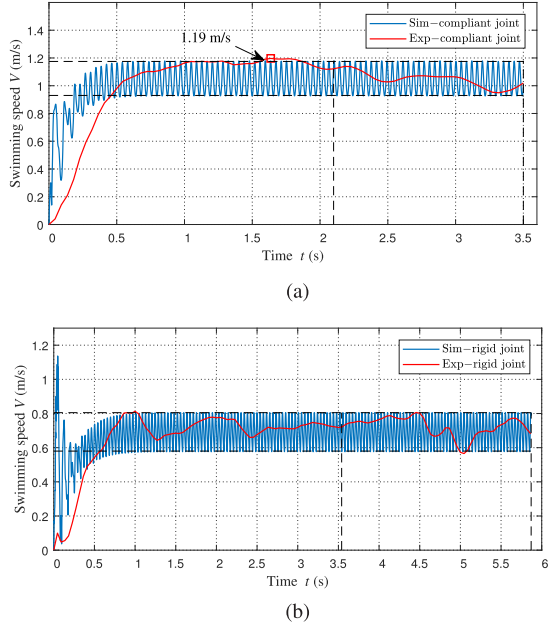 1.4
1.2
1
0.8
0.6
0.4
0.2
0
Swimming speed V (m/s)
1.19 m/s
Sim−compliant joint
Exp−compliant joint
0 0.5 1 1.5 2 2.5 3 3.5 3.6
Time t (s)
(a)
1.2
1
0.8
0.6
0.4
0.2
0
Swimming speed V (m/s)
Sim−rigid joint
Exp−rigid joint
0 0.5 1 1.5 2 2.5 3 3.5 4 4.5 5 5.5 6
Time t (s)
(b)